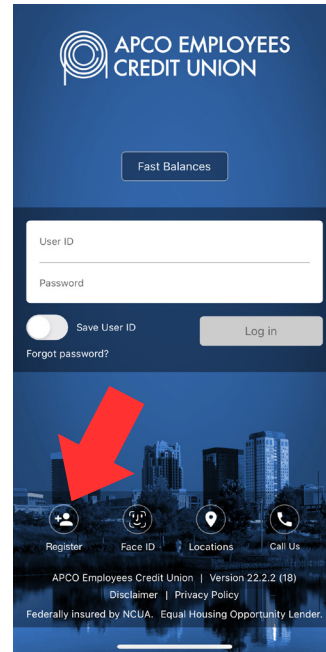 APCO EMPLOYEES
CREDIT UNION
Fast Balances
User ID
Password
Save User ID
Log in
Forgot password?
Register
Face ID
Locations
Call Us
APCO Employees Credit Union | Version 22.2.2 (18)
Disclaimer | Privacy Policy
Federally insured by NCUA. Equal Housing Opportunity Lender.